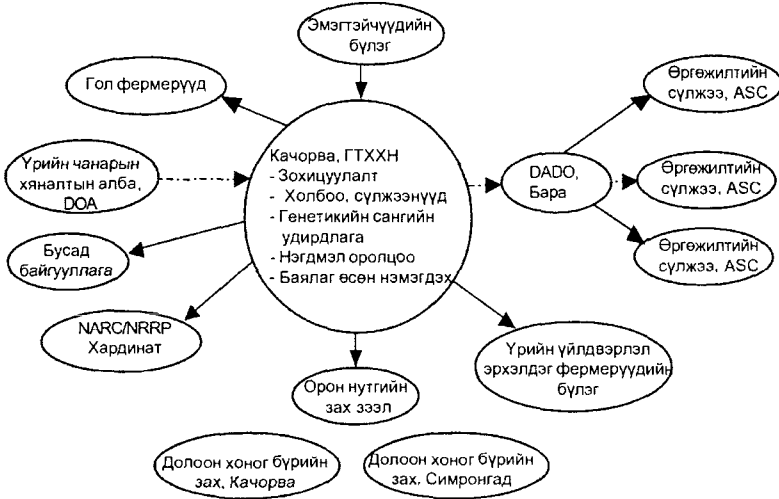 Эмэгтэйчүүдийн
бүлэг
Гол фермерүүд
Өргөжилтийн
сүлжээ, ASC
Үрийн чанарын
хяналтын алба,
DOA
Качорва, ГТХХН
- Зохицуулалт
- Холбоо, сүлжээнүүд
- Генетикийн сангийн
удирдлага
- Нэгдмэл оролцоо
- Баялаг өсөн нэмэгдэх
DADO,
Бара
Өргөжилтийн
сүлжээ, ASC
Өргөжилтийн
сүлжээ, ASC
Бусад
байгууллага
NARC/NRRP
Хардинат
Үрийн үйлдвэрлэл
эрхэлдэг фермерүүдийн
бүлэг
Орон нутгийн
зах зээл
Долоон хоног бүрийн
зах, Качорва
Долоон хоног бүрийн
зах, Симронгад